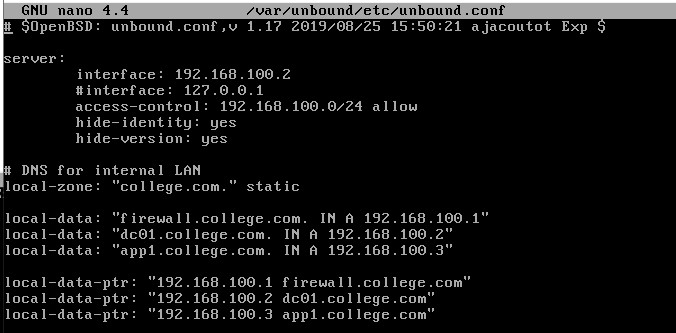 GNU nano 4.4 /var/unbound/etc/unbound.conf
# $OpenBSD: unbound.conf,v 1.17 2019/08/25 15:50:21 ajacoutot Exp $
server:
interface: 192.168.100.2
#interface: 127.0.0.1
access-control: 192.168.100.0/24 allow
hide-identity: yes
hide-version: yes
# DNS for internal LAN
local-zone: "college.com." static
local-data: "firewall.college.com. IN A 192.168.100.1"
local-data: "dc01.college.com. IN A 192.168.100.2"
local-data: "app1.college.com. IN A 192.168.100.3"
local-data-ptr: "192.168.100.1 firewall.college.com"
local-data-ptr: "192.168.100.2 dc01.college.com"
local-data-ptr: "192.168.100.3 app1.college.com"